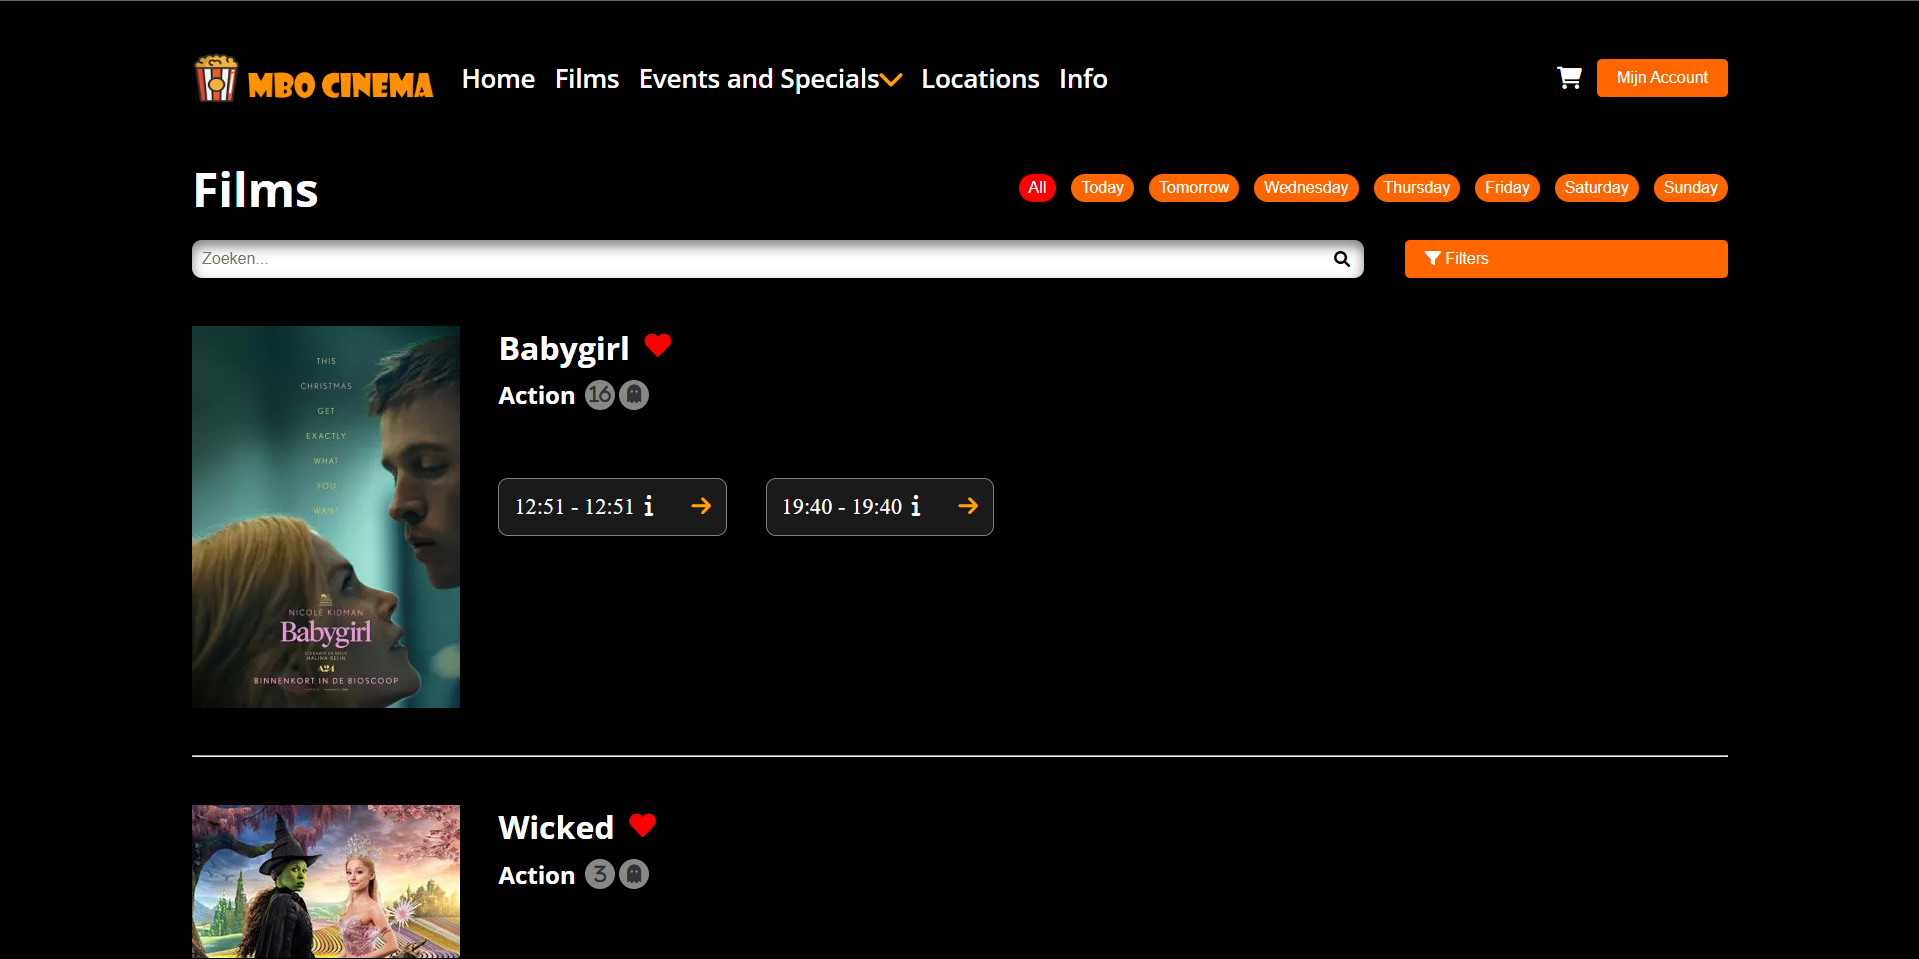 MBO CINEMA
Home Films Events and Specials Locations Info
Mijn Account
Films
All Today Tomorrow Wednesday Thursday Friday Saturday Sunday
Zoeken...
Filters
THIS
CHRISTMAS
GET
EXACTLY
WHAT
YOU
WANT
NICOLE KIDMAN
Babygirl
HALINA REIJN
A24
BINNENKORT IN DE BIOSCOOP
Babygirl
Action 16
12:51 - 12:51 i
19:40 - 19:40 i
Wicked
Action 3